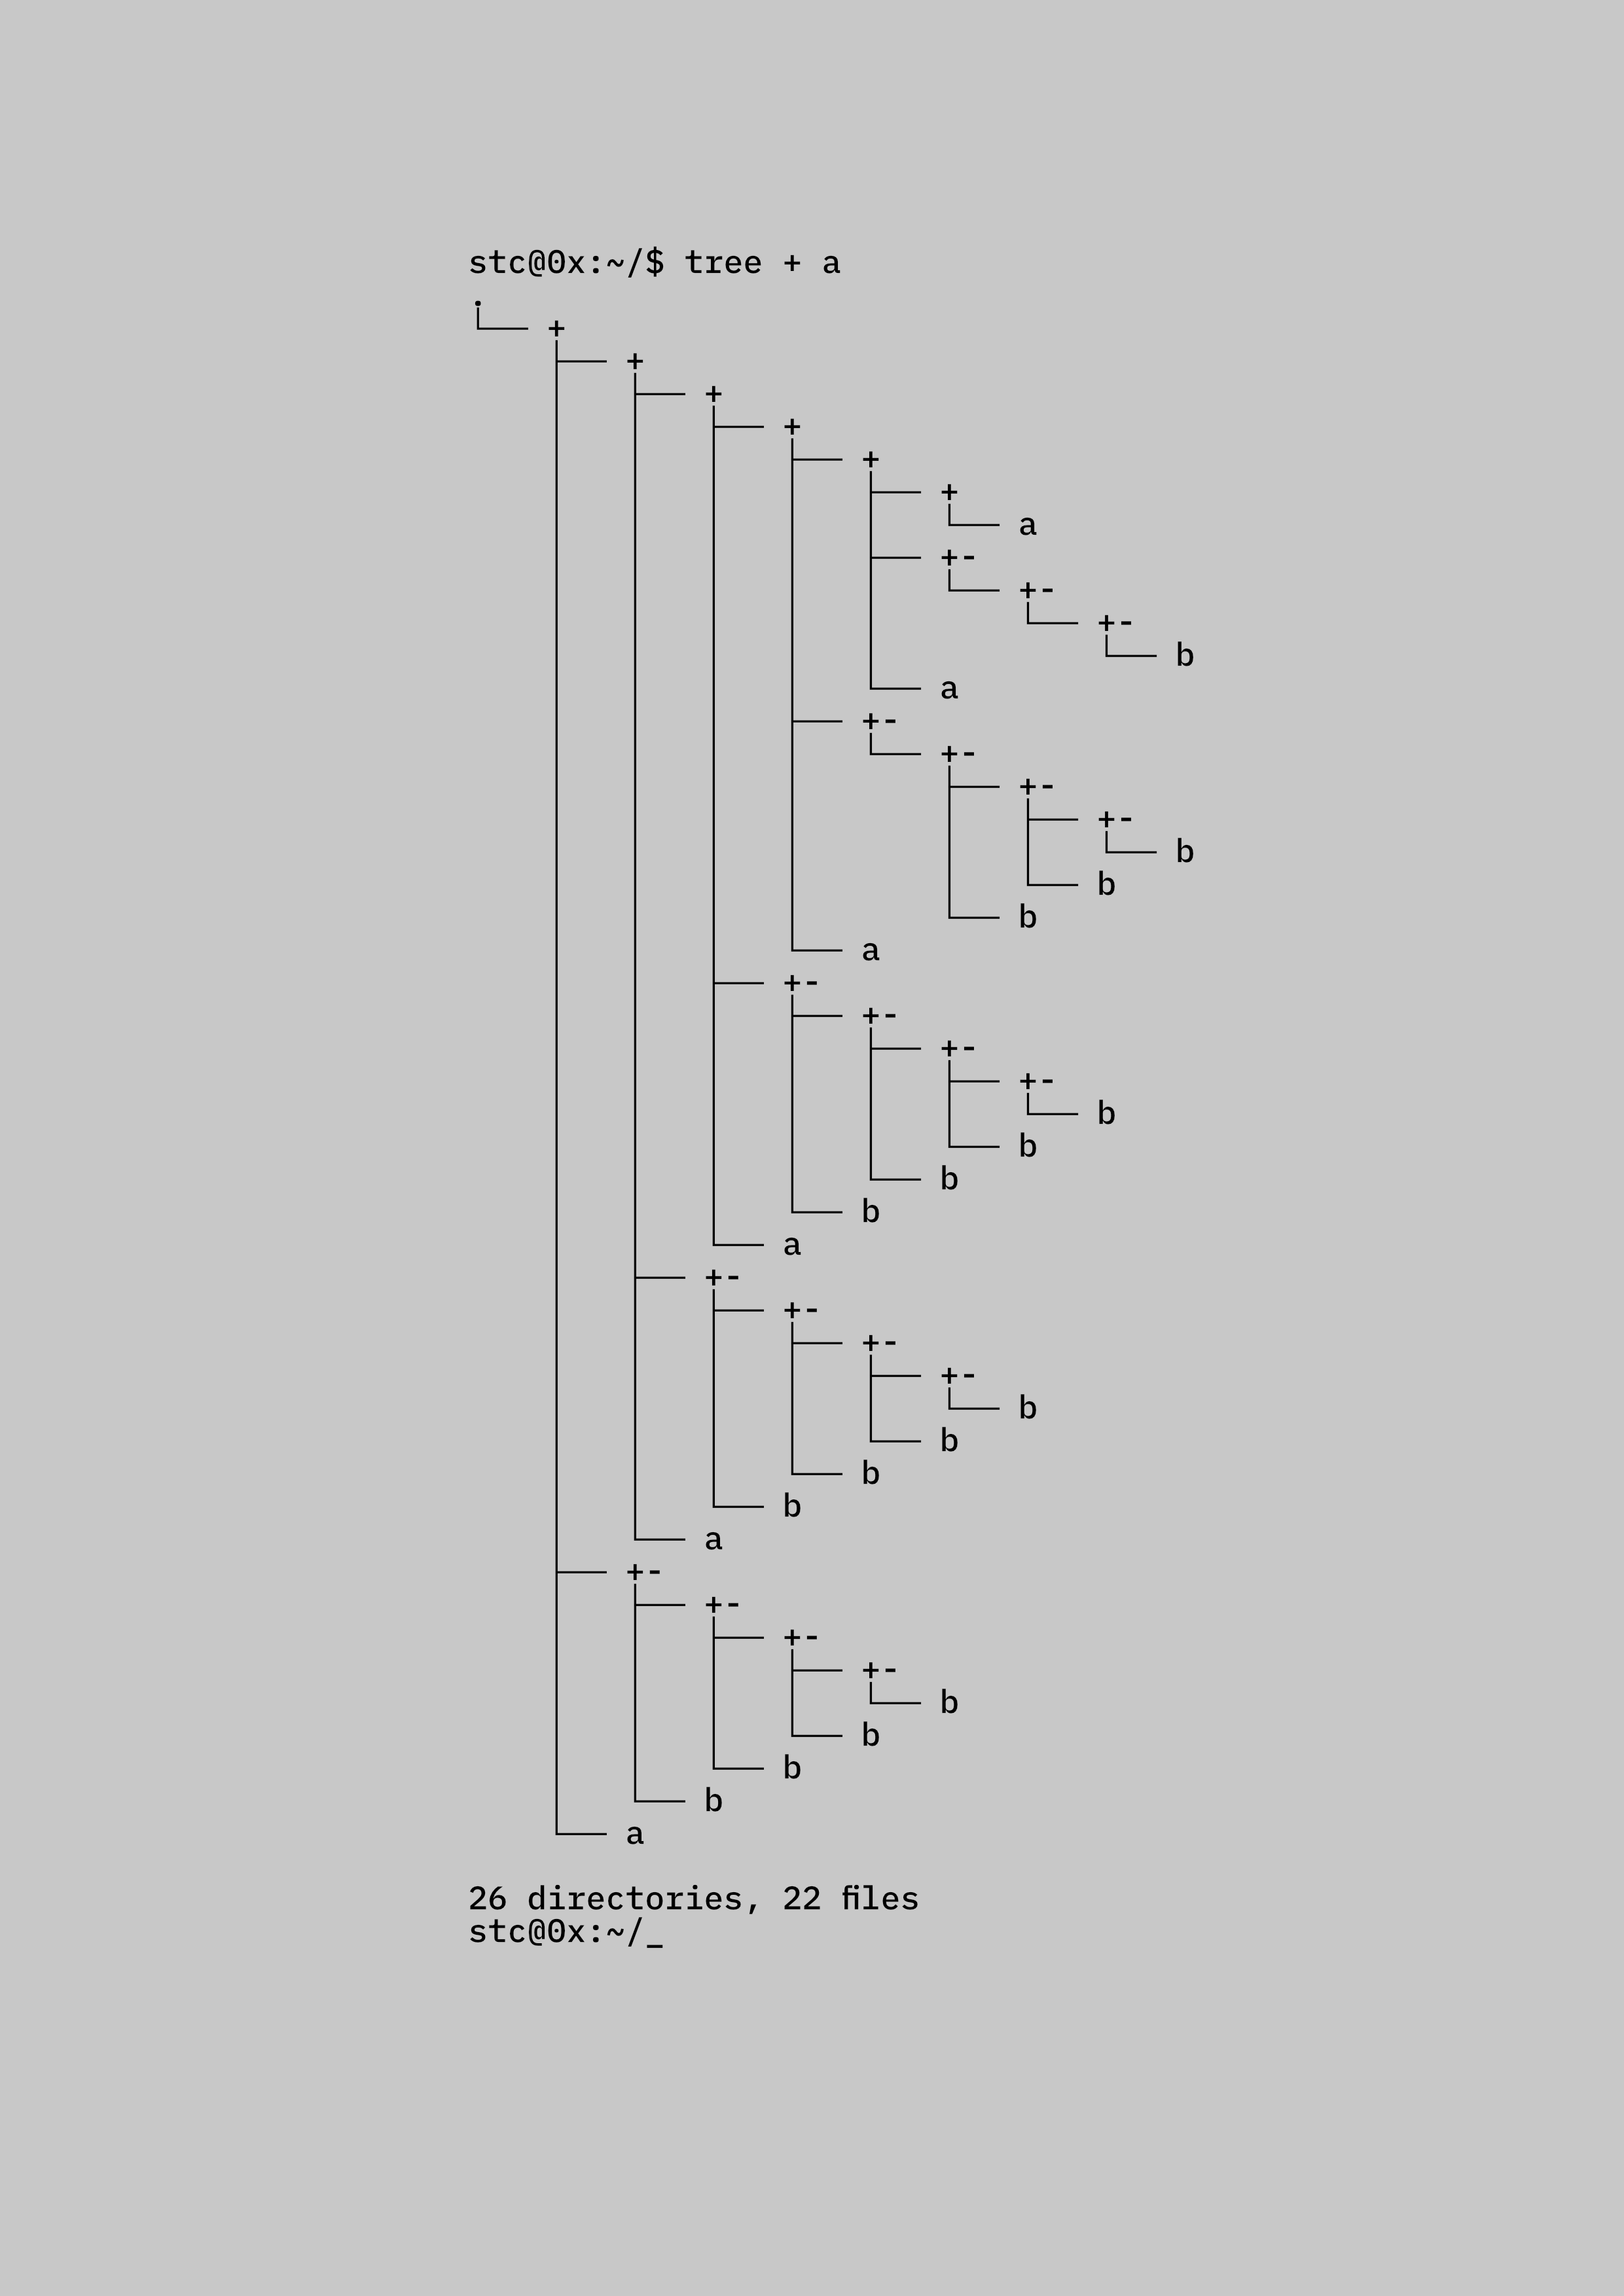 stc@0x:~/$ tree + a
.
└── +
    ├── +
    │   ├── +
    │   │   ├── +
    │   │   │   ├── +
    │   │   │   │   ├── +
    │   │   │   │   │   └── a
    │   │   │   │   ├── +-
    │   │   │   │   │   └── +-
    │   │   │   │   │       └── +-
    │   │   │   │   │           └── b
    │   │   │   │   └── a
    │   │   │   ├── +-
    │   │   │   │   └── +-
    │   │   │   │       ├── +-
    │   │   │   │       │   ├── +-
    │   │   │   │       │   │   └── b
    │   │   │   │       │   └── b
    │   │   │   │       └── b
    │   │   │   └── a
    │   │   ├── +-
    │   │   │   ├── +-
    │   │   │   │   ├── +-
    │   │   │   │   │   ├── +-
    │   │   │   │   │   │   └── b
    │   │   │   │   │   └── b
    │   │   │   │   └── b
    │   │   │   └── b
    │   │   └── a
    │   ├── +-
    │   │   ├── +-
    │   │   │   ├── +-
    │   │   │   │   ├── +-
    │   │   │   │   │   └── b
    │   │   │   │   └── b
    │   │   │   └── b
    │   │   └── b
    │   └── a
    ├── +-
    │   ├── +-
    │   │   ├── +-
    │   │   │   ├── +-
    │   │   │   │   └── b
    │   │   │   └── b
    │   │   └── b
    │   └── b
    └── a
26 directories, 22 files
stc@0x:~/_